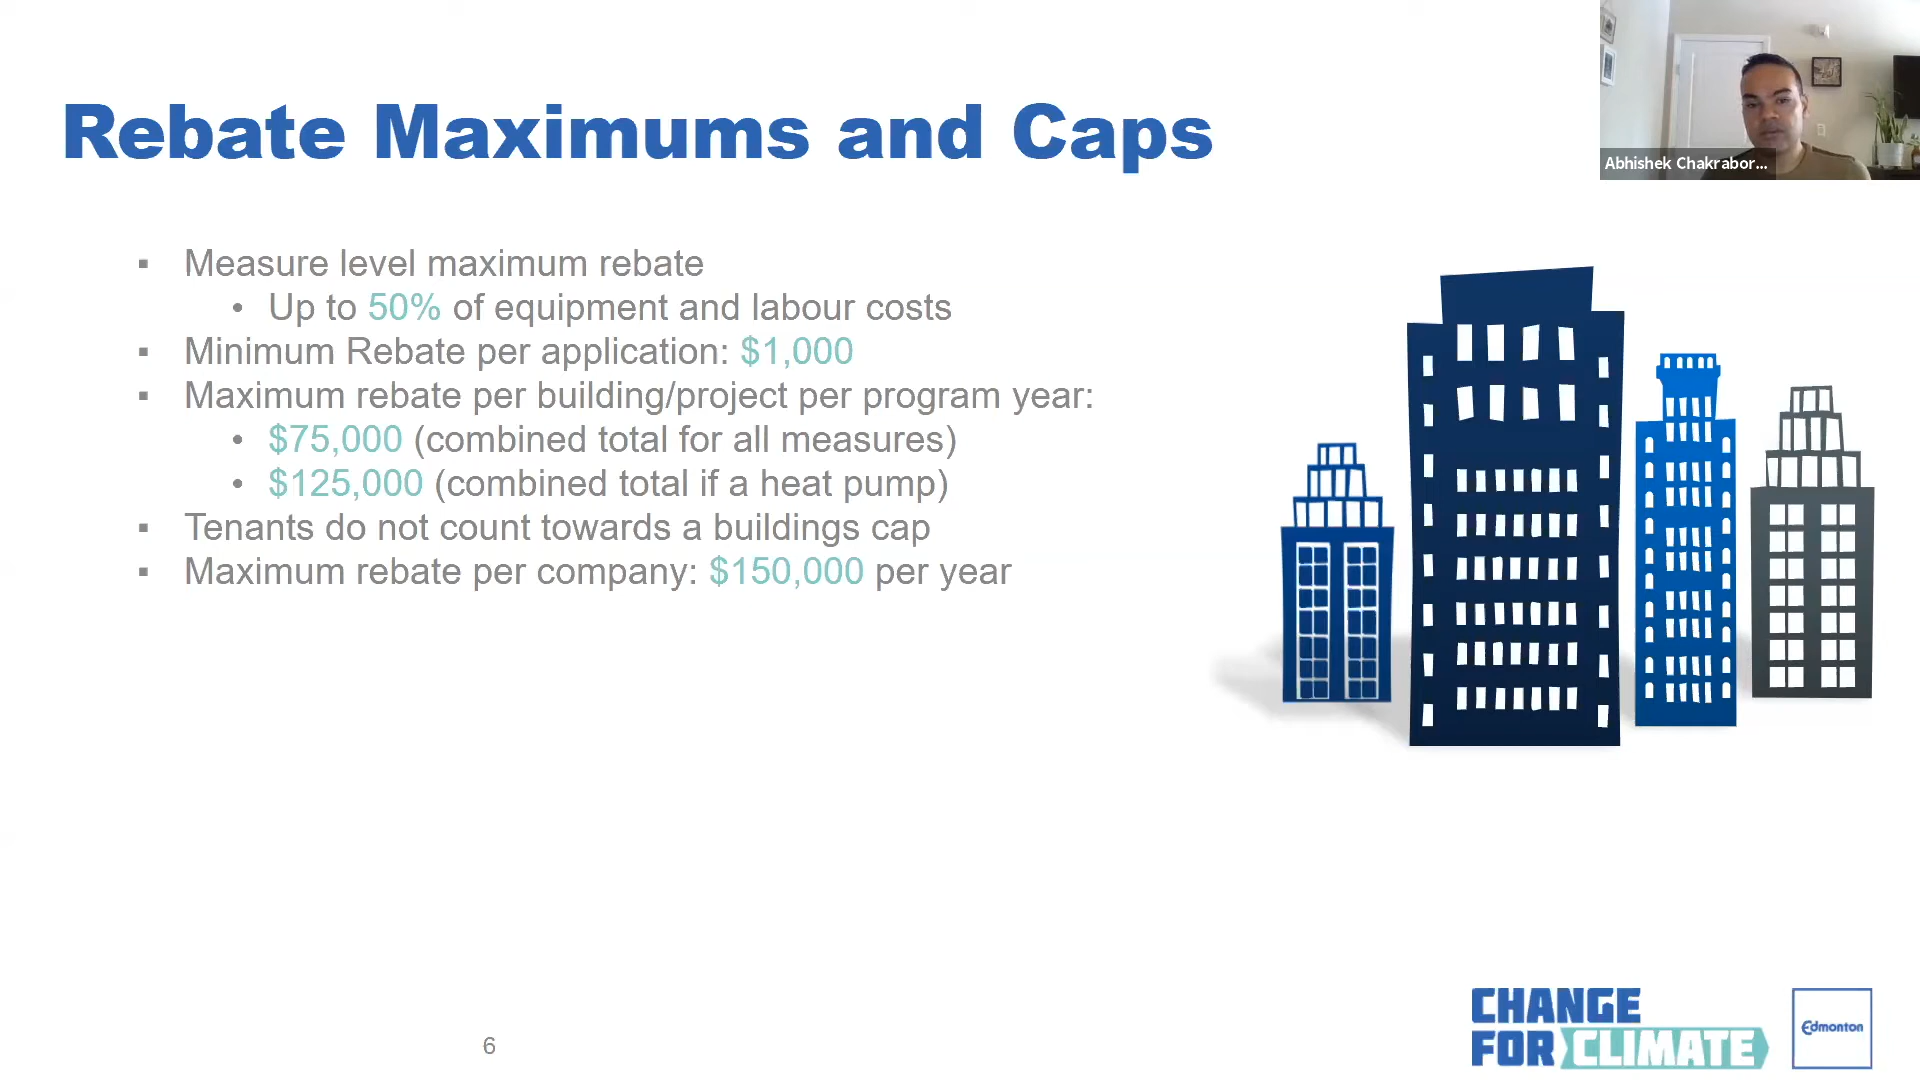 Rebate Maximums and Caps
Abhishek Chakrabor...
▪ Measure level maximum rebate
• Up to 50% of equipment and labour costs
▪ Minimum Rebate per application: $1,000
▪ Maximum rebate per building/project per program year:
• $75,000 (combined total for all measures)
• $125,000 (combined total if a heat pump)
▪ Tenants do not count towards a buildings cap
▪ Maximum rebate per company: $150,000 per year
6
CHANGE
FOR CLIMATE
Edmonton